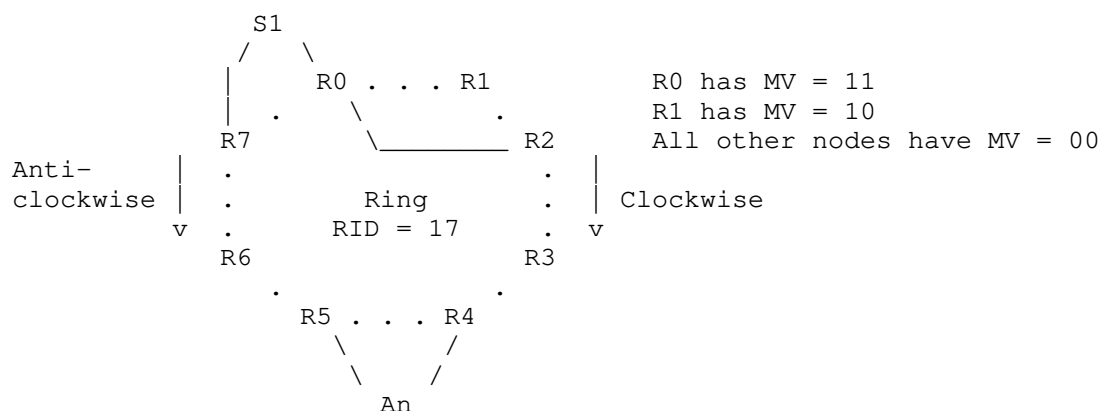 S1
R0 . . . R1 R0 has MV = 11
R1 has MV = 10
R7 R2 All other nodes have MV = 00
Anti-
clockwise Ring Clockwise
v RID = 17 v
R6 R3
R5 . . . R4
An